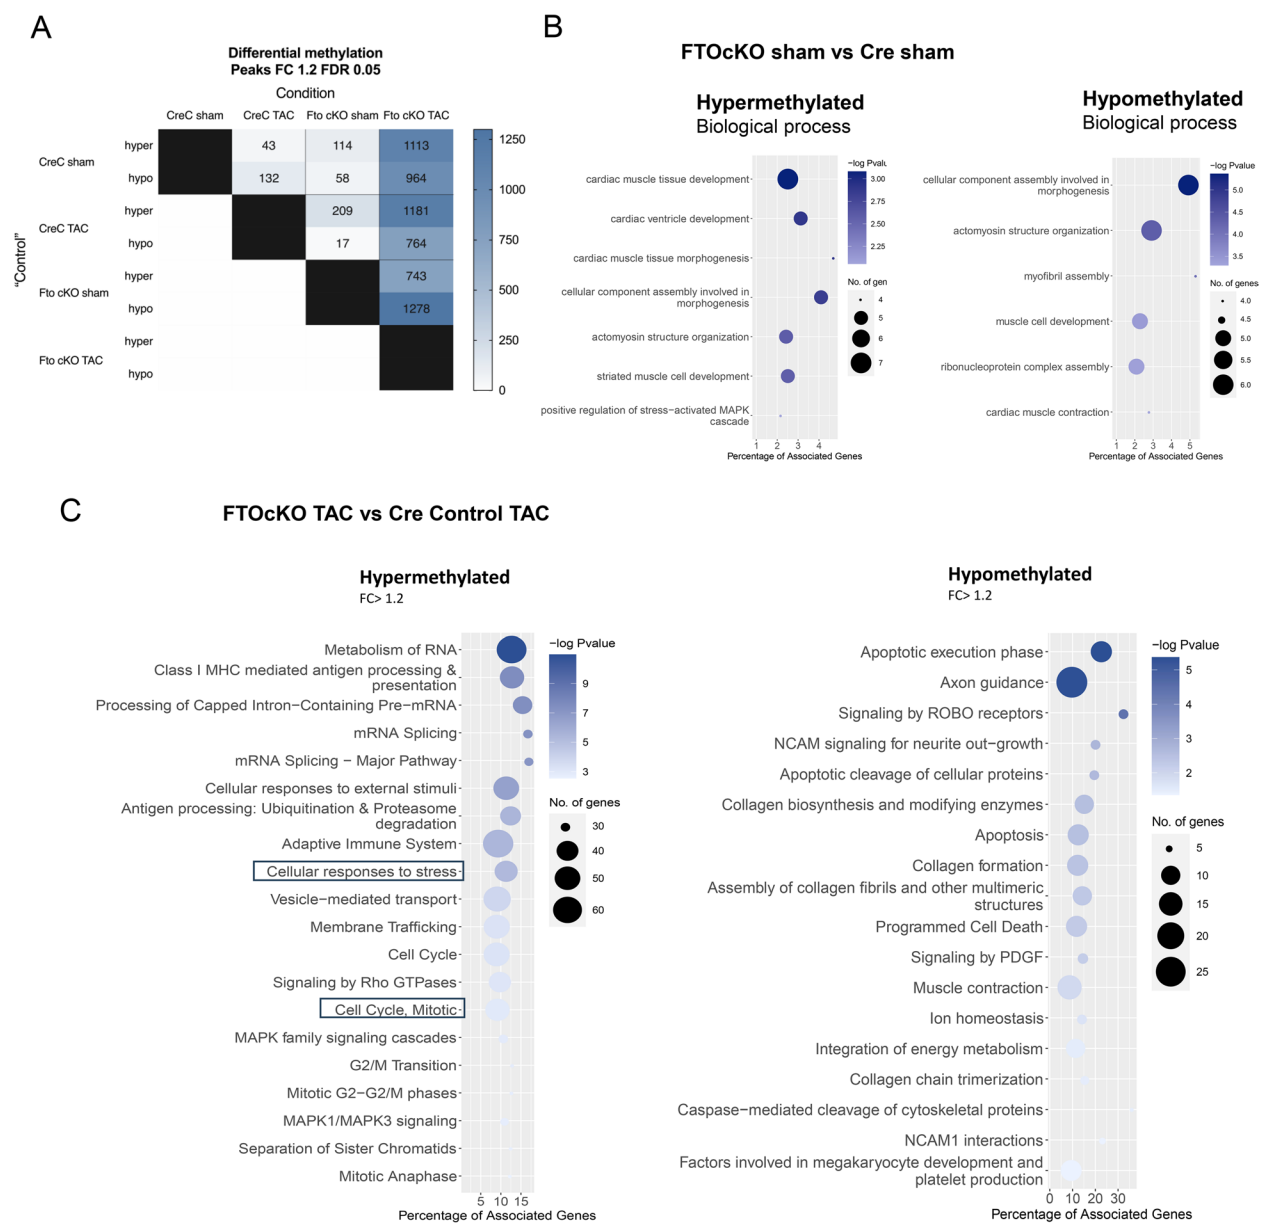 A
Differential methylation
Peaks FC 1.2 FDR 0.05
Condition
CreC sham
CreC TAC
Fto cKO sham
Fto cKO TAC
"Control"
CreC sham
hyper
43
114
1113
hypo
132
58
964
CreC TAC
hyper
209
1181
hypo
17
764
Fto cKO sham
hyper
743
hypo
1278
Fto cKO TAC
hyper
hypo
1250
1000
750
500
250
0
B
FTOcKO sham vs Cre sham
Hypermethylated
Biological process
cardiac muscle tissue development
cardiac ventricle development
cardiac muscle tissue morphogenesis
cellular component assembly involved in
morphogenesis
actomyosin structure organization
striated muscle cell development
positive regulation of stress−activated MAPK
cascade
1 2 3 4
Percentage of Associated Genes
−log Pvalu
3.00
2.75
2.50
2.25
No. of gen
4
5
6
7
Hypomethylated
Biological process
cellular component assembly involved in
morphogenesis
actomyosin structure organization
myofibril assembly
muscle cell development
ribonucleoprotein complex assembly
cardiac muscle contraction
1 2 3 4 5
Percentage of Associated Genes
−log Pvalue
5.0
4.5
4.0
3.5
No. of genes
4.0
4.5
5.0
5.5
6.0
C
FTOcKO TAC vs Cre Control TAC
Hypermethylated
FC> 1.2
Metabolism of RNA
Class I MHC mediated antigen processing &
presentation
Processing of Capped Intron−Containing Pre−mRNA
mRNA Splicing
mRNA Splicing − Major Pathway
Cellular responses to external stimuli
Antigen processing: Ubiquitination & Proteasome
degradation
Adaptive Immune System
Cellular responses to stress
Vesicle−mediated transport
Membrane Trafficking
Cell Cycle
Signaling by Rho GTPases
Cell Cycle, Mitotic
MAPK family signaling cascades
G2/M Transition
Mitotic G2−G2/M phases
MAPK1/MAPK3 signaling
Separation of Sister Chromatids
Mitotic Anaphase
5 10 15
Percentage of Associated Genes
−log Pvalue
9
7
5
3
No. of genes
30
40
50
60
Hypomethylated
FC> 1.2
Apoptotic execution phase
Axon guidance
Signaling by ROBO receptors
NCAM signaling for neurite out−growth
Apoptotic cleavage of cellular proteins
Collagen biosynthesis and modifying enzymes
Apoptosis
Collagen formation
Assembly of collagen fibrils and other multimeric
structures
Programmed Cell Death
Signaling by PDGF
Muscle contraction
Ion homeostasis
Integration of energy metabolism
Collagen chain trimerization
Caspase−mediated cleavage of cytoskeletal proteins
NCAM1 interactions
Factors involved in megakaryocyte development and
platelet production
0 10 20 30
Percentage of Associated Genes
−log Pvalue
5
4
3
2
No. of genes
5
10
15
20
25